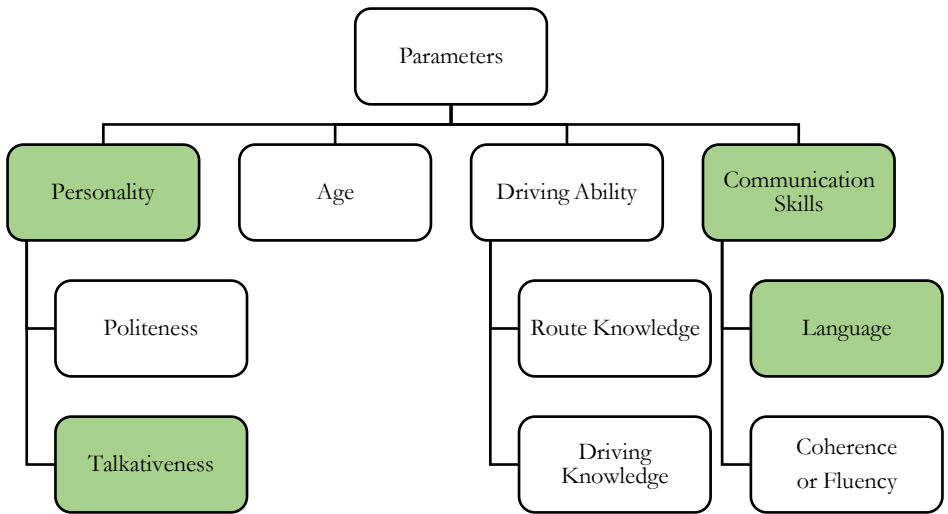 Parameters
Personality
Age
Driving Ability
Communication
Skills
Politeness
Route Knowledge
Language
Talkativeness
Driving
Knowledge
Coherence
or Fluency